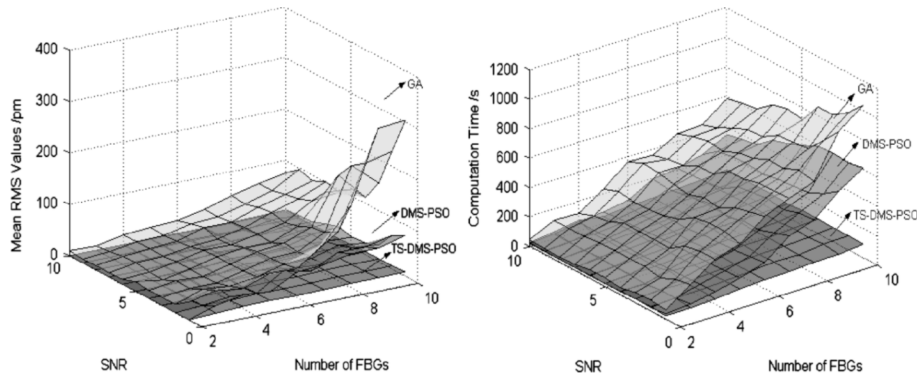 400
300
200
100
0
Mean RMS Values /pm
10
5
0
SNR
2
4
6
8
10
Number of FBGs
GA
DMS-PSO
TS-DMS-PSO
1200
1000
800
600
400
200
0
Computation Time /s
10
5
0
SNR
2
4
6
8
10
Number of FBGs
GA
DMS-PSO
TS-DMS-PSO